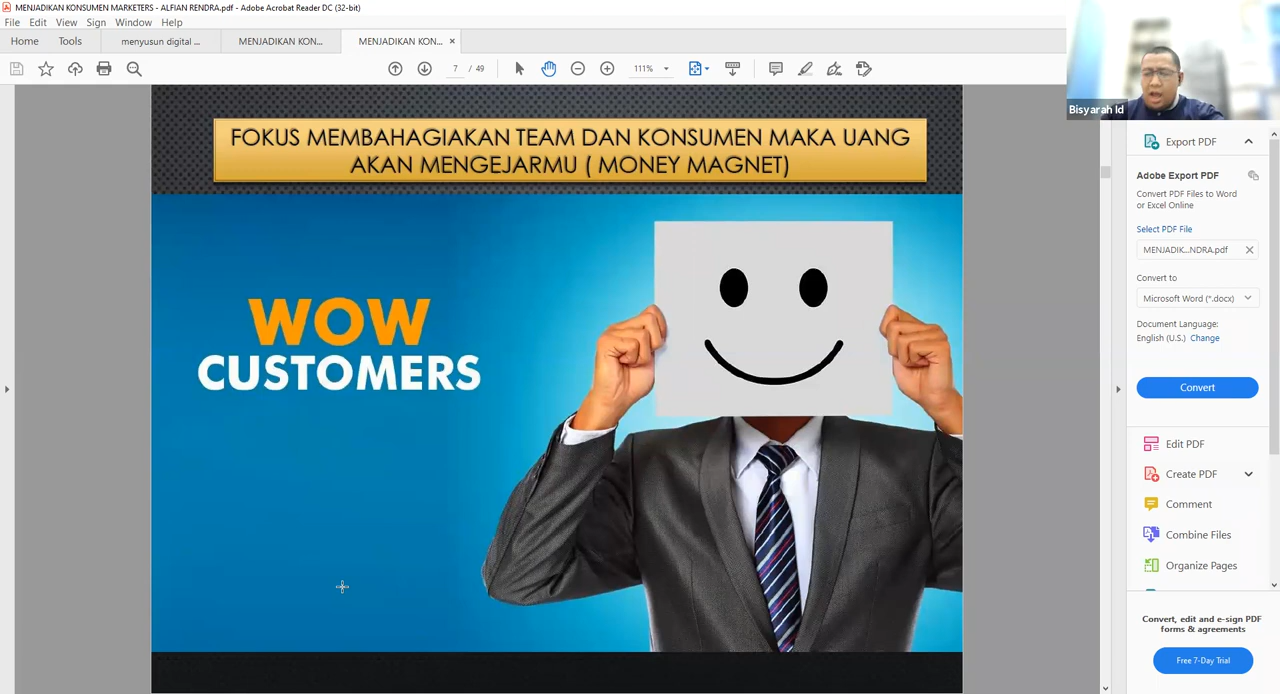 MENJADIKAN KONSUMEN MARKETERS - ALFIAN RENDRA.pdf - Adobe Acrobat Reader DC (32-bit)
File Edit View Sign Window Help
Home Tools menyusun digital ... MENJADIKAN KON... MENJADIKAN KON... ×
7 / 49 111%
Bisyarah Id
FOKUS MEMBAHAGIAKAN TEAM DAN KONSUMEN MAKA UANG
AKAN MENGEJARMU ( MONEY MAGNET)
WOW
CUSTOMERS
Export PDF
Adobe Export PDF
Convert PDF Files to Word
or Excel Online
Select PDF File
MENJADIK...NDRA.pdf
Convert to
Microsoft Word (*.docx)
Document Language:
English (U.S.) Change
Convert
Edit PDF
Create PDF
Comment
Combine Files
Organize Pages
Convert, edit and e-sign PDF
forms & agreements
Free 7-Day Trial